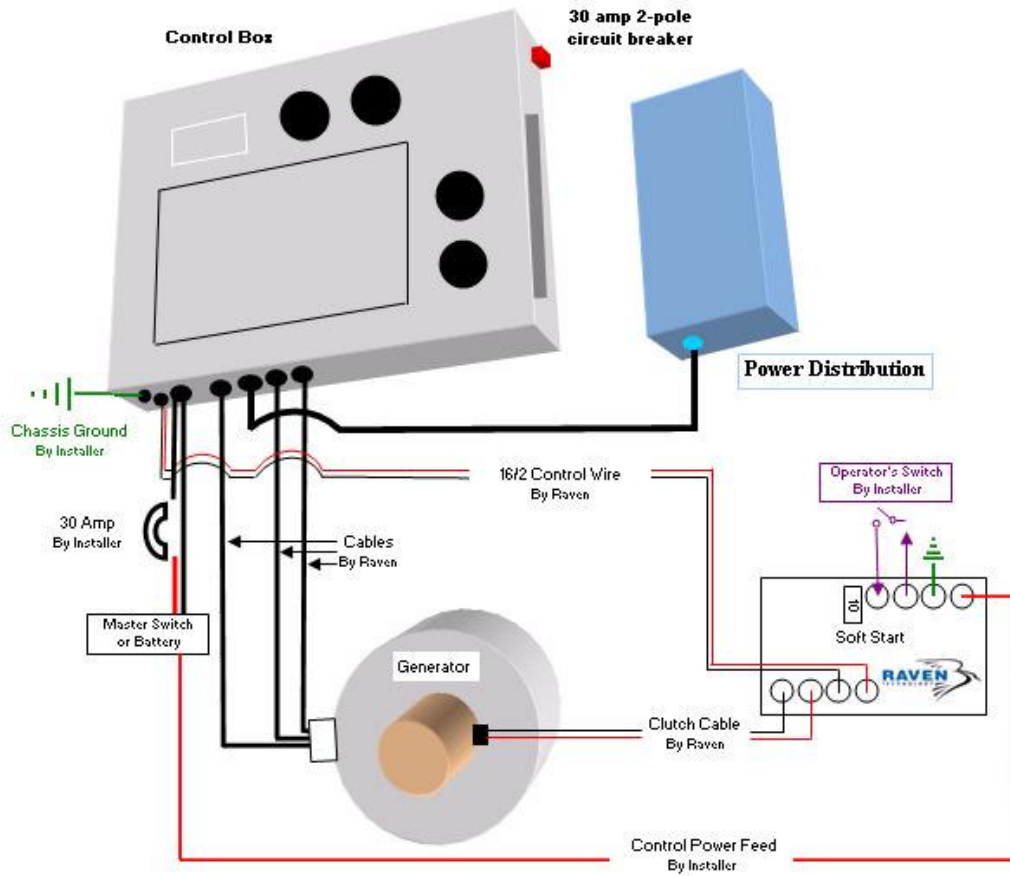 Control Box
30 amp 2-pole
circuit breaker
Power Distribution
Chassis Ground
By Installer
16/2 Control Wire
By Raven
Operator's Switch
By Installer
30 Amp
By Installer
Cables
By Raven
10
Soft Start
Master Switch
or Battery
Generator
RAVEN
TECHNOLOGY
Clutch Cable
By Raven
Control Power Feed
By Installer